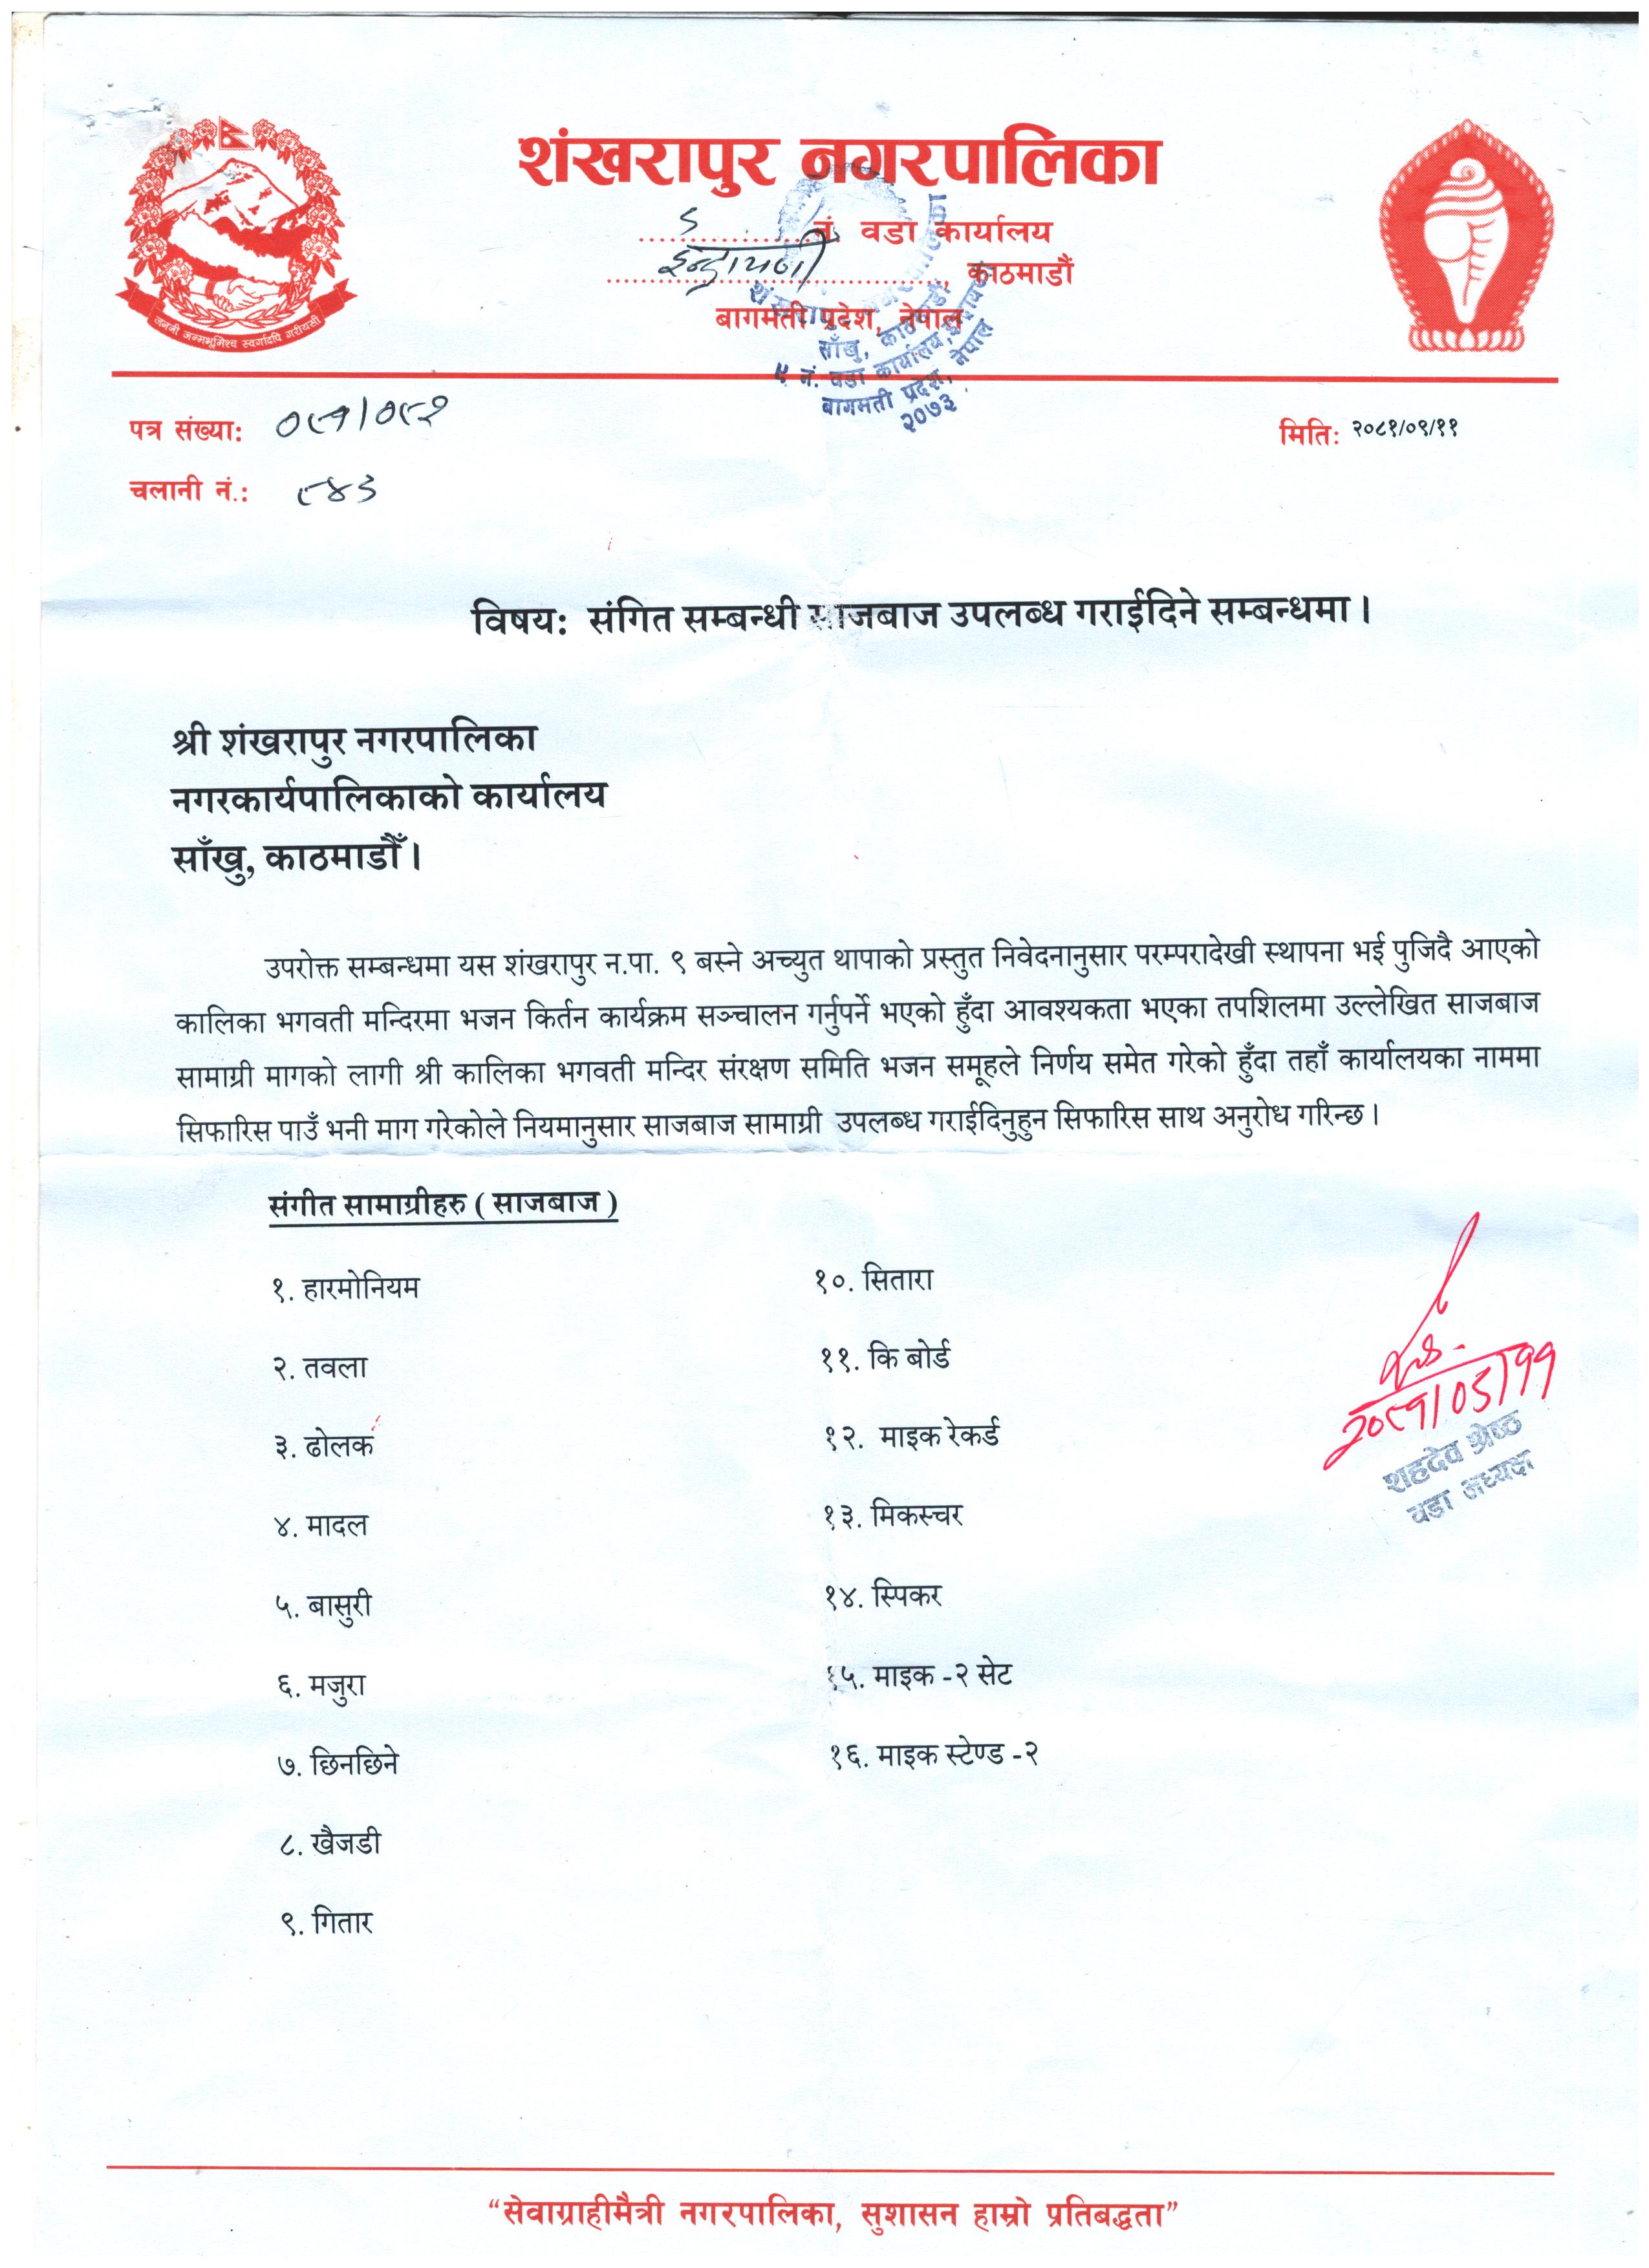 शंखरापुर नगरपालिका
९ नं. वडा कार्यालय
इन्द्रायणी, काठमाडौं
बागमती प्रदेश, नेपाल
जननी जन्मभूमिश्च स्वर्गादपि गरीयसी
साँखु, काठमाडौं
९ नं. वडा कार्यालय, इन्द्रायणी
बागमती प्रदेश, नेपाल
२०७३
पत्र संख्या: ०८१/०८२
मिति: २०८१/०९/११
चलानी नं.: ८४३
विषय: संगित सम्बन्धी साजबाज उपलब्ध गराईदिने सम्बन्धमा ।
श्री शंखरापुर नगरपालिका
नगरकार्यपालिकाको कार्यालय
साँखु, काठमाडौँ ।
उपरोक्त सम्बन्धमा यस शंखरापुर न.पा. ९ बस्ने अच्युत थापाको प्रस्तुत निवेदनानुसार परम्परादेखी स्थापना भई पुजिदै आएको
कालिका भगवती मन्दिरमा भजन किर्तन कार्यक्रम सञ्चालन गर्नुपर्ने भएको हुँदा आवश्यकता भएका तपशिलमा उल्लेखित साजबाज
सामाग्री मागको लागी श्री कालिका भगवती मन्दिर संरक्षण समिति भजन समूहले निर्णय समेत गरेको हुँदा तहाँ कार्यालयका नाममा
सिफारिस पाउँ भनी माग गरेकोले नियमानुसार साजबाज सामाग्री उपलब्ध गराईदिनुहुन सिफारिस साथ अनुरोध गरिन्छ ।
संगीत सामाग्रीहरु ( साजबाज )
१. हारमोनियम
२. तवला
३. ढोलक
४. मादल
५. बासुरी
६. मजुरा
७. छिनछिने
८. खैजडी
९. गितार
१०. सितारा
११. कि बोर्ड
१२. माइक रेकर्ड
१३. मिकस्चर
१४. स्पिकर
१५. माइक -२ सेट
१६. माइक स्टेण्ड -२
२०८१/०९/११
शहदेव श्रेष्ठ
वडा अध्यक्ष
“सेवाग्राहीमैत्री नगरपालिका, सुशासन हाम्रो प्रतिबद्धता”